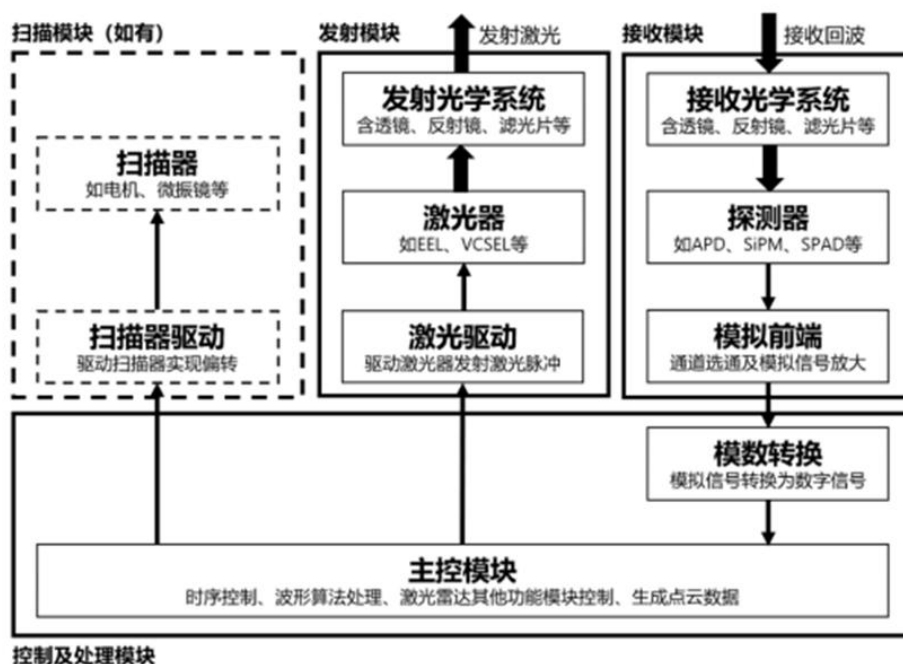 扫描模块（如有）
扫描器
如电机、微振镜等
扫描器驱动
驱动扫描器实现偏转
发射模块
发射激光
发射光学系统
含透镜、反射镜、滤光片等
激光器
如EEL、VCSEL等
激光驱动
驱动激光器发射激光脉冲
接收模块
接收回波
接收光学系统
含透镜、反射镜、滤光片等
探测器
如APD、SiPM、SPAD等
模拟前端
通道选通及模拟信号放大
模数转换
模拟信号转换为数字信号
主控模块
时序控制、波形算法处理、激光雷达其他功能模块控制、生成点云数据
控制及处理模块